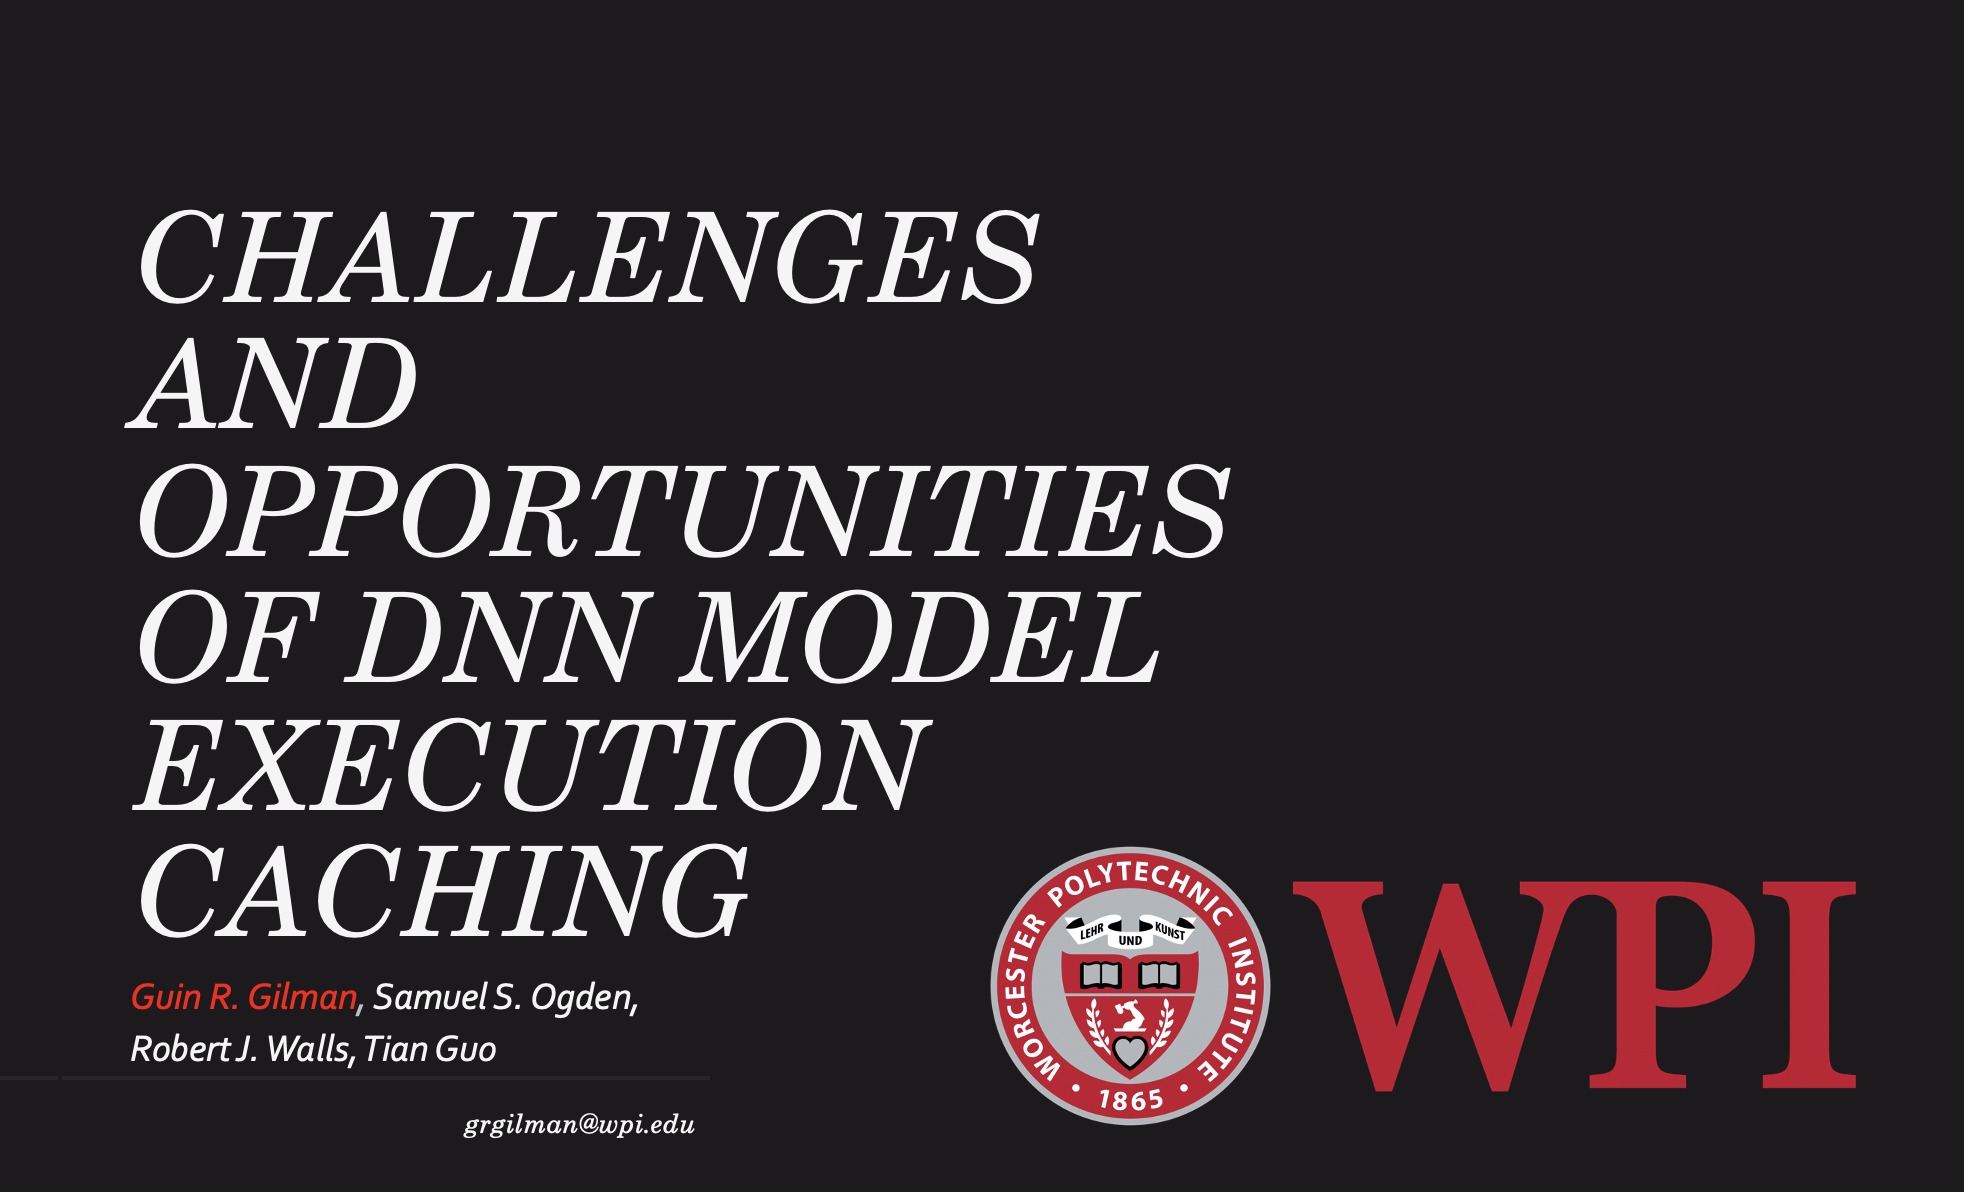 CHALLENGES
AND
OPPORTUNITIES
OF DNN MODEL
EXECUTION
CACHING
Guin R. Gilman, Samuel S. Ogden,
Robert J. Walls, Tian Guo
grgilman@wpi.edu
WORCESTER POLYTECHNIC INSTITUTE
LEHR UND KUNST
1865
WPI